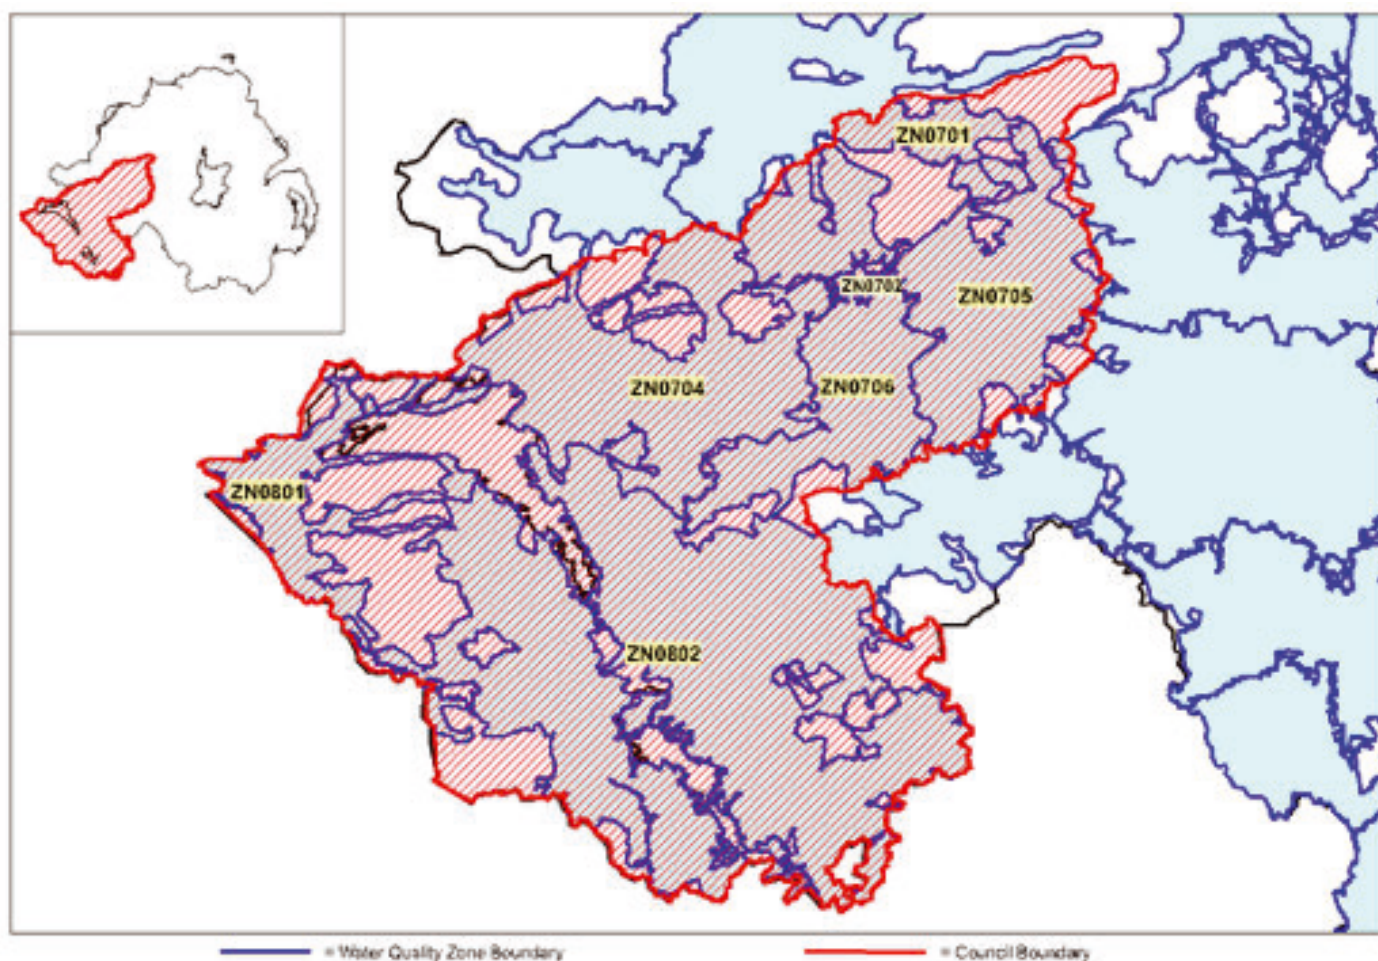 ZN0701
ZN0702
ZN0705
ZN0704
ZN0706
ZN0801
ZN0802
= Water Quality Zone Boundary
= Council Boundary